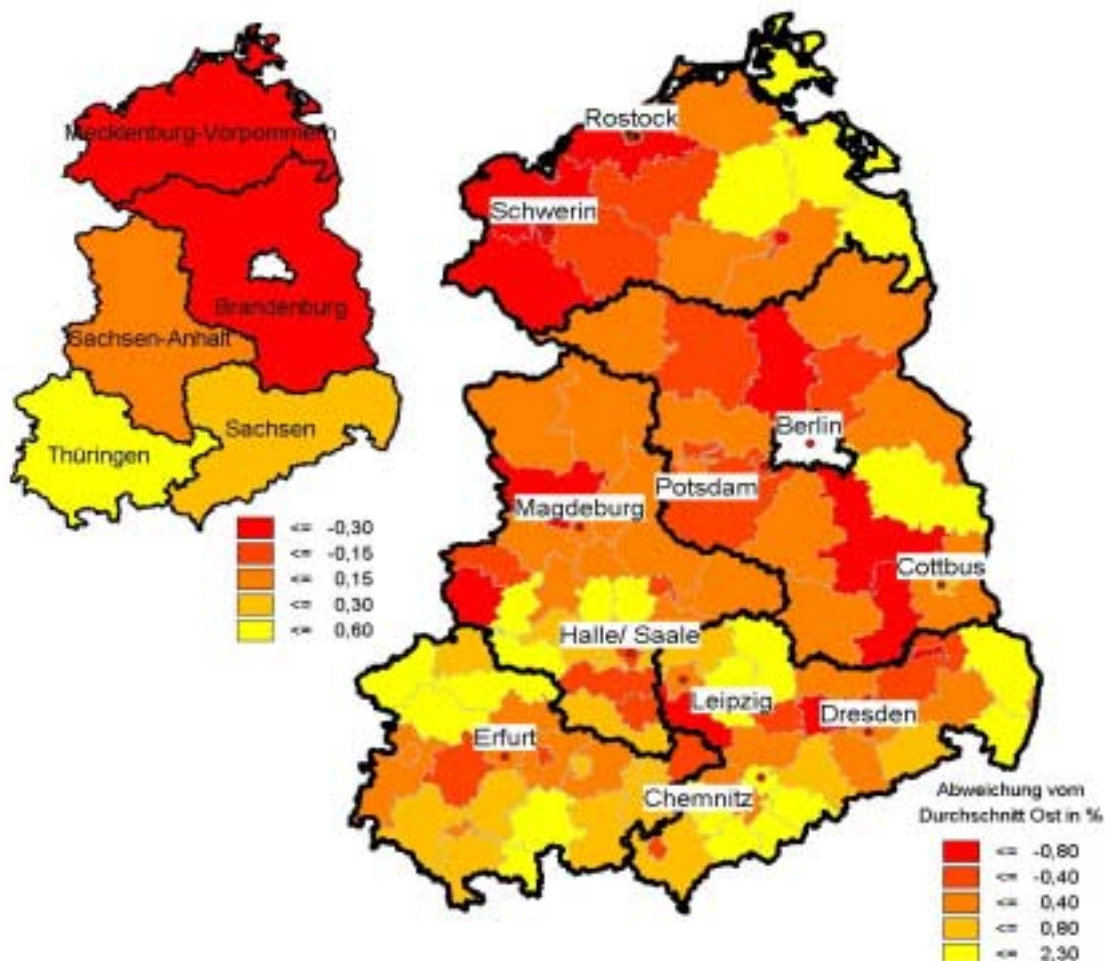 Mecklenburg-Vorpommern
Brandenburg
Sachsen-Anhalt
Sachsen
Thüringen
<= -0,30
<= -0,15
<= 0,15
<= 0,30
<= 0,60
Rostock
Schwerin
Berlin
Potsdam
Magdeburg
Cottbus
Halle/ Saale
Leipzig
Dresden
Erfurt
Chemnitz
Abweichung vom
Durchschnitt Ost in %
<= -0,80
<= -0,40
<= 0,40
<= 0,80
<= 2,30